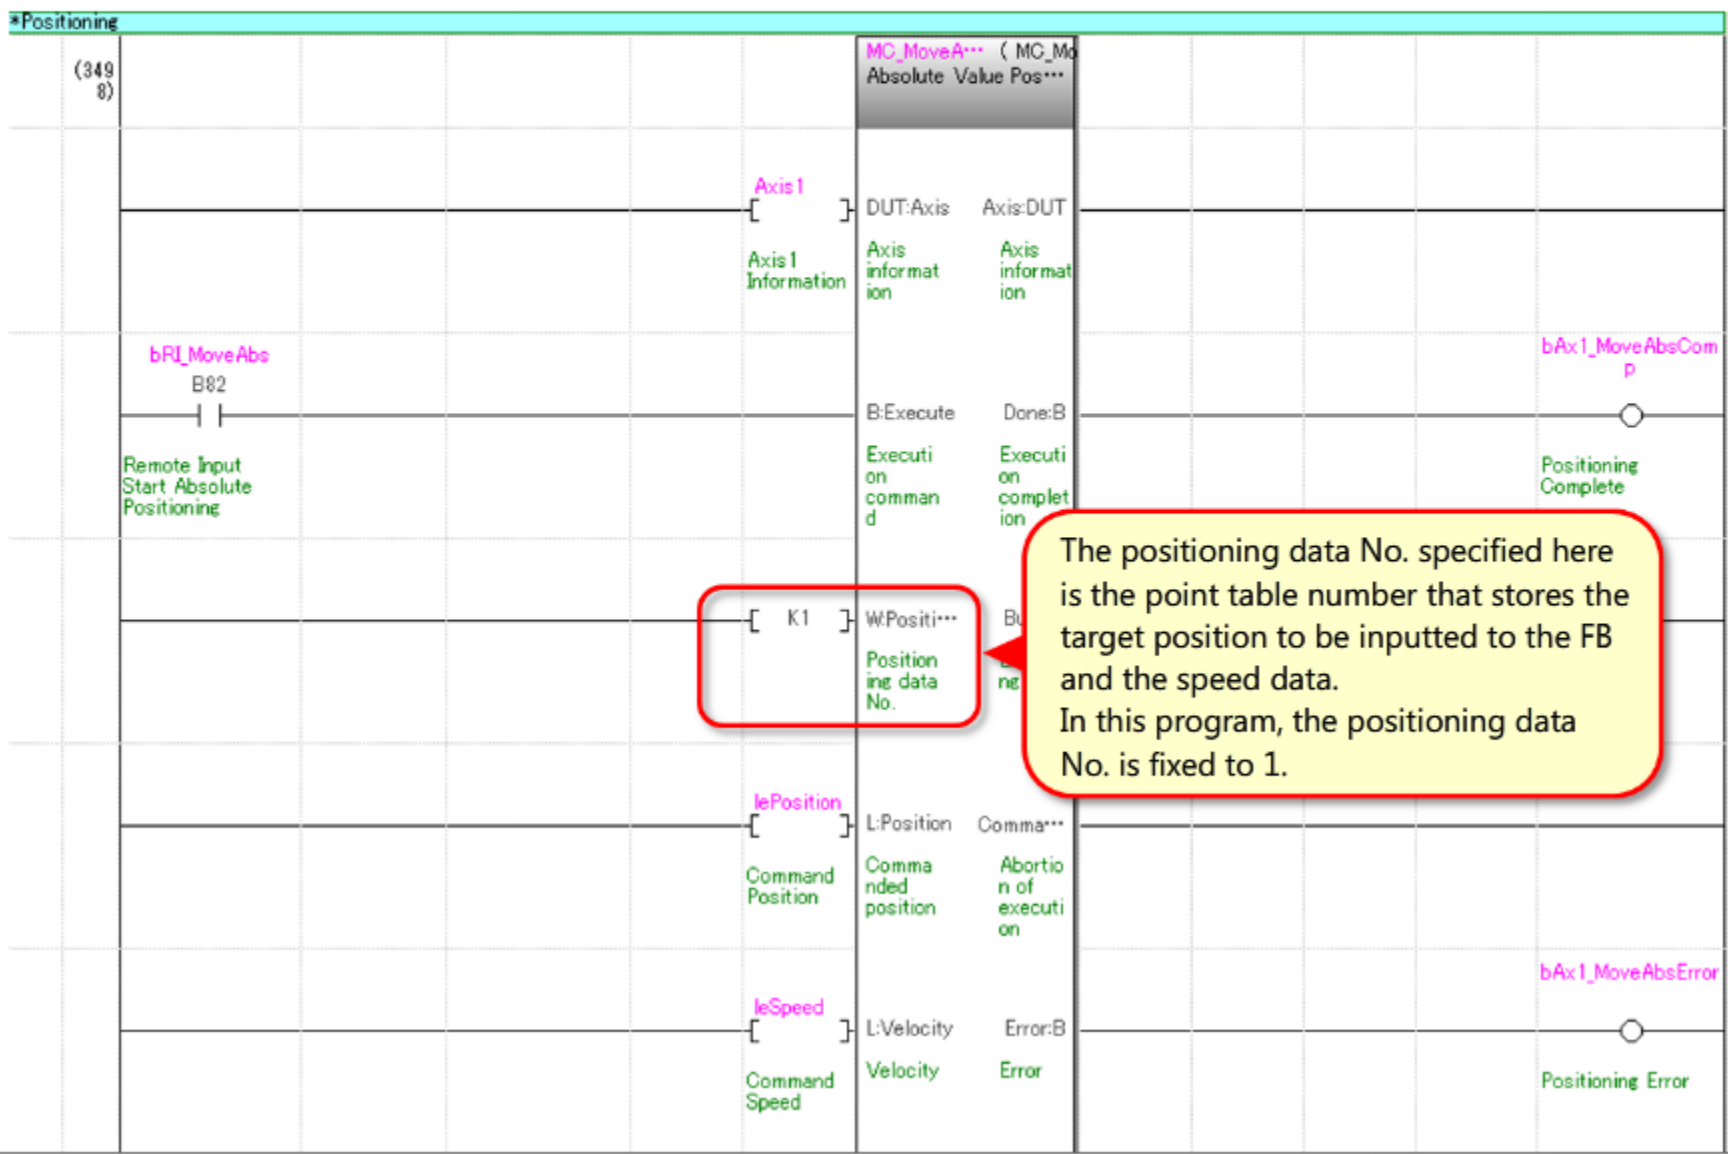 *Positioning
(349
8)
MC_MoveA… ( MC_Mo
Absolute Value Pos…
Axis1
DUT:Axis Axis:DUT
Axis1
Information
Axis
informat
ion
Axis
informat
ion
bRI_MoveAbs
B82
bAx1_MoveAbsCom
p
B:Execute Done:B
Remote Input
Start Absolute
Positioning
Executi
on
comman
d
Executi
on
complet
ion
Positioning
Complete
K1
W:Positi…
Position
ing data
No.
ng
The positioning data No. specified here
is the point table number that stores the
target position to be inputted to the FB
and the speed data.
In this program, the positioning data
No. is fixed to 1.
lePosition
L:Position Comma…
Command
Position
Comma
nded
position
Abortio
n of
executi
on
bAx1_MoveAbsError
leSpeed
L:Velocity Error:B
Command
Speed
Velocity
Error
Positioning Error